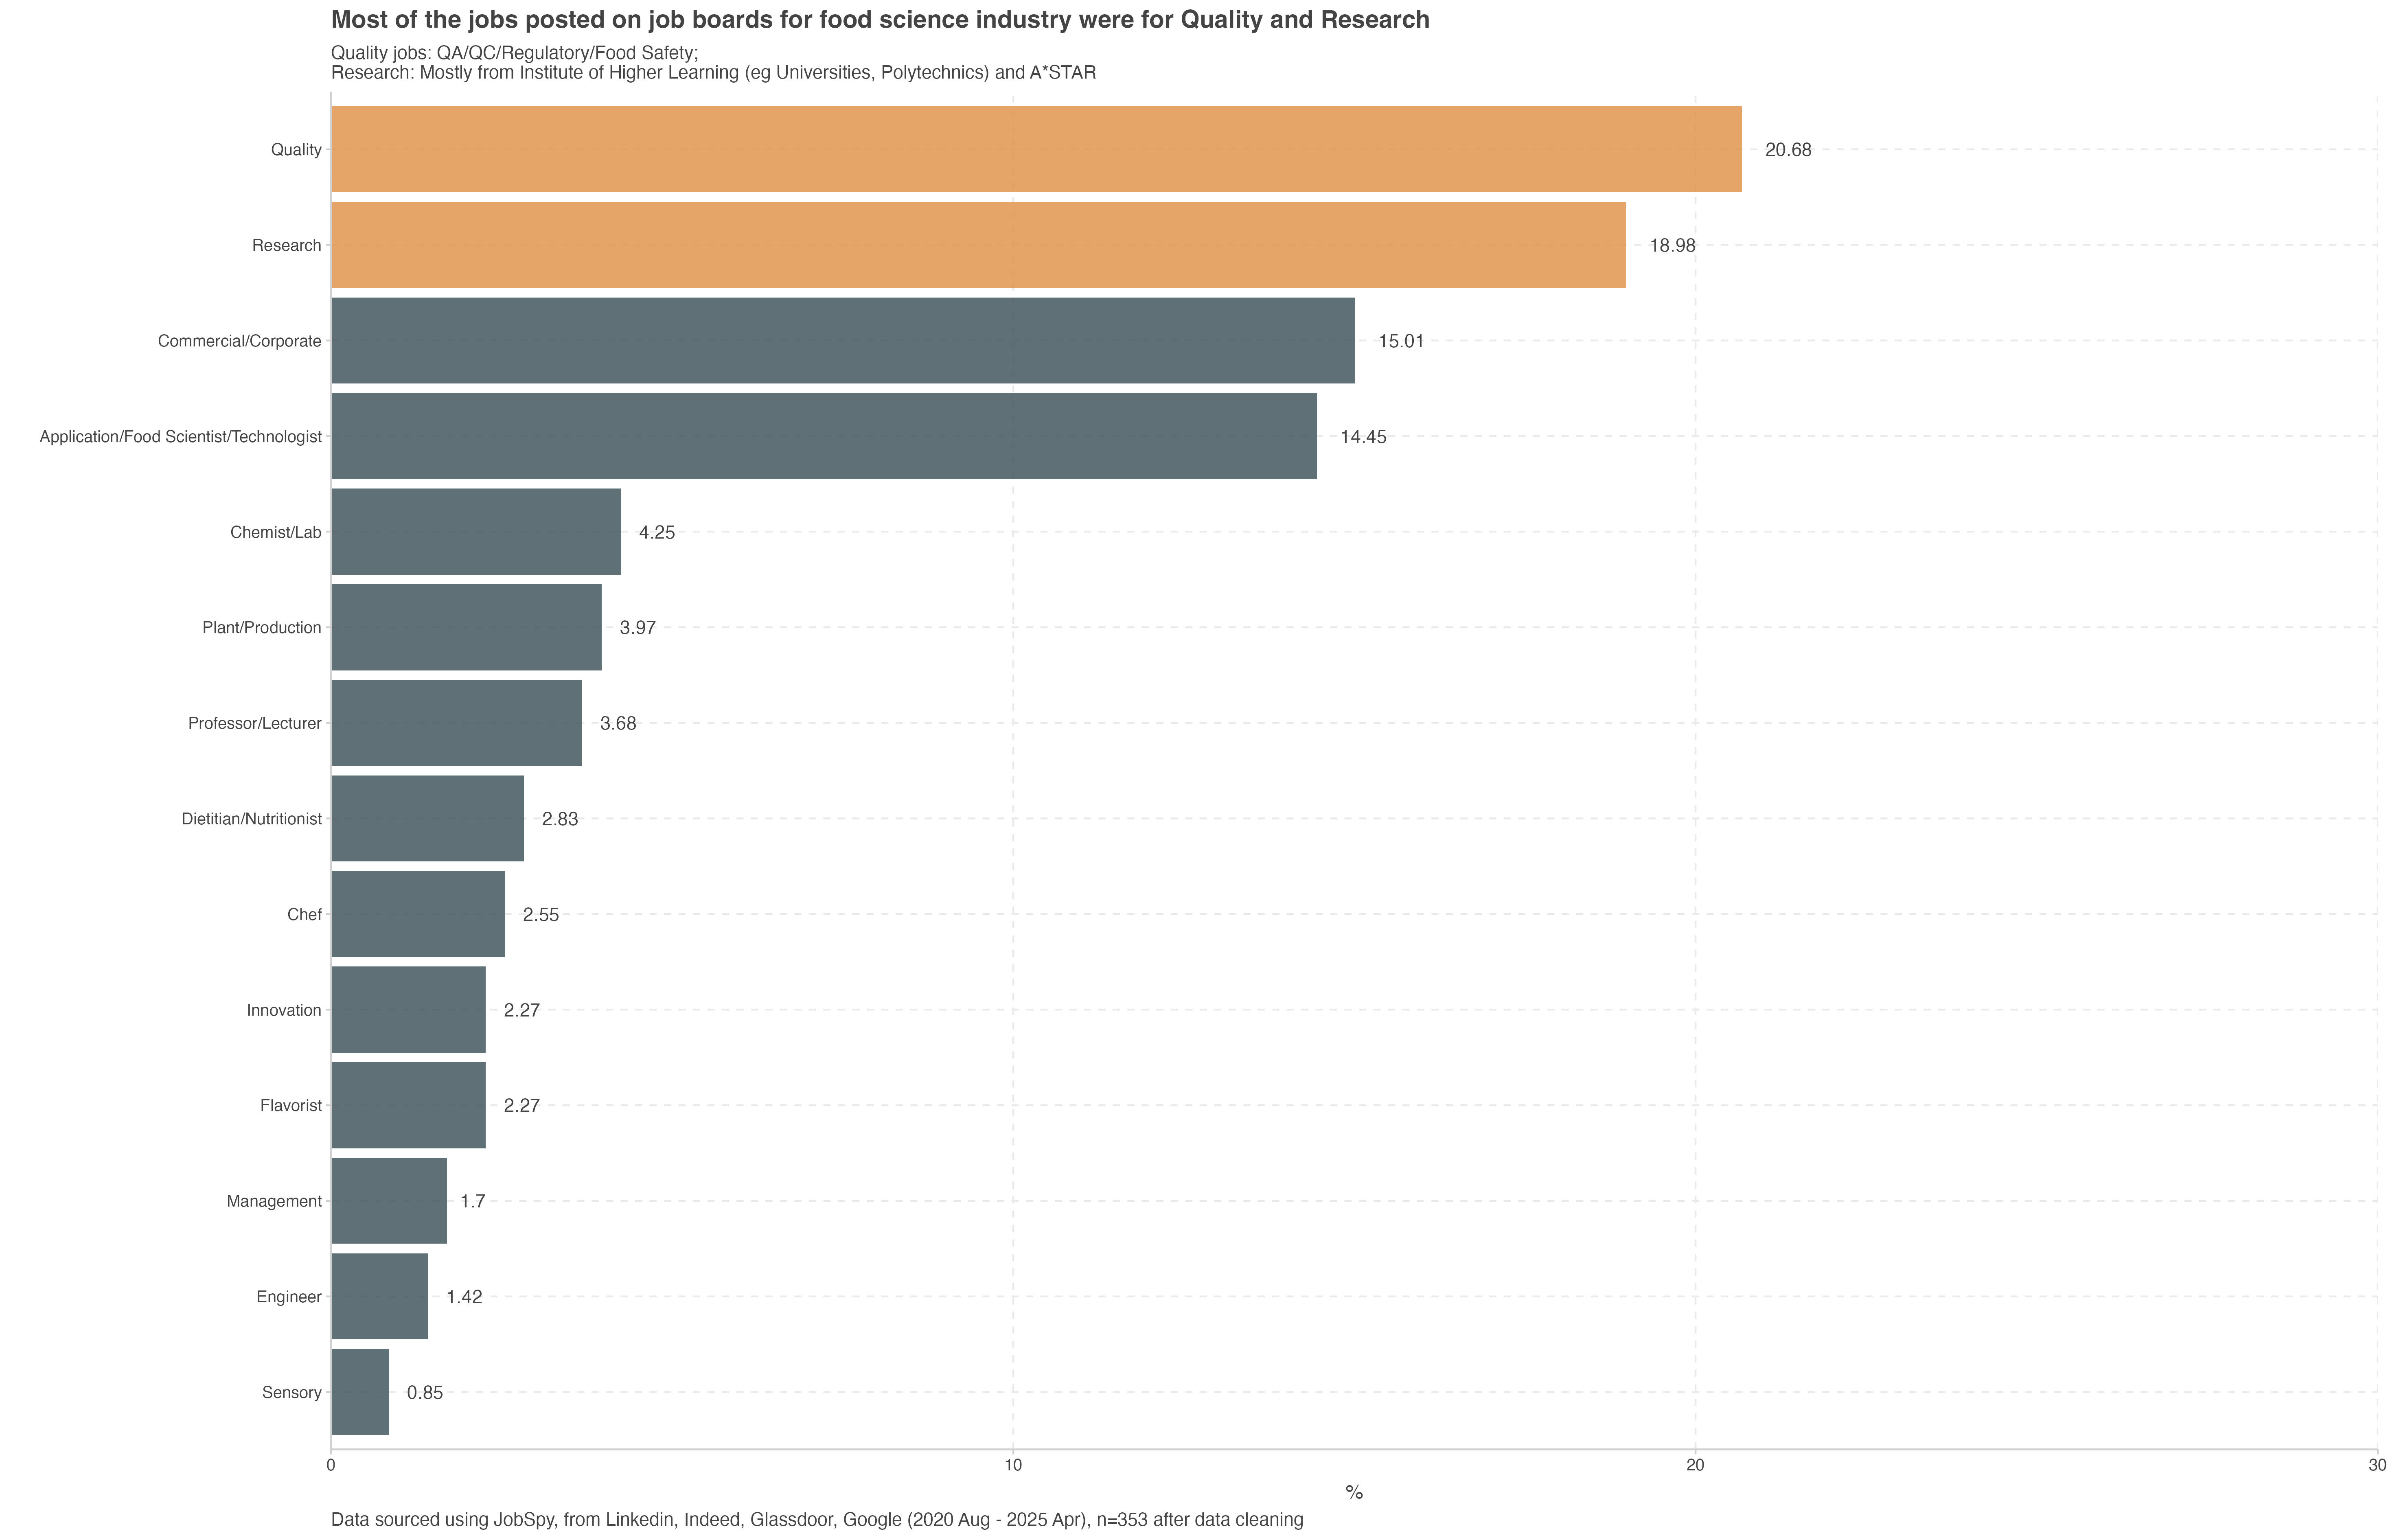 Most of the jobs posted on job boards for food science industry were for Quality and Research
Quality jobs: QA/QC/Regulatory/Food Safety;
Research: Mostly from Institute of Higher Learning (eg Universities, Polytechnics) and A*STAR
Quality 20.68
Research 18.98
Commercial/Corporate 15.01
Application/Food Scientist/Technologist 14.45
Chemist/Lab 4.25
Plant/Production 3.97
Professor/Lecturer 3.68
Dietitian/Nutritionist 2.83
Chef 2.55
Innovation 2.27
Flavorist 2.27
Management 1.7
Engineer 1.42
Sensory 0.85
0 10 20 30
%
Data sourced using JobSpy, from Linkedin, Indeed, Glassdoor, Google (2020 Aug - 2025 Apr), n=353 after data cleaning